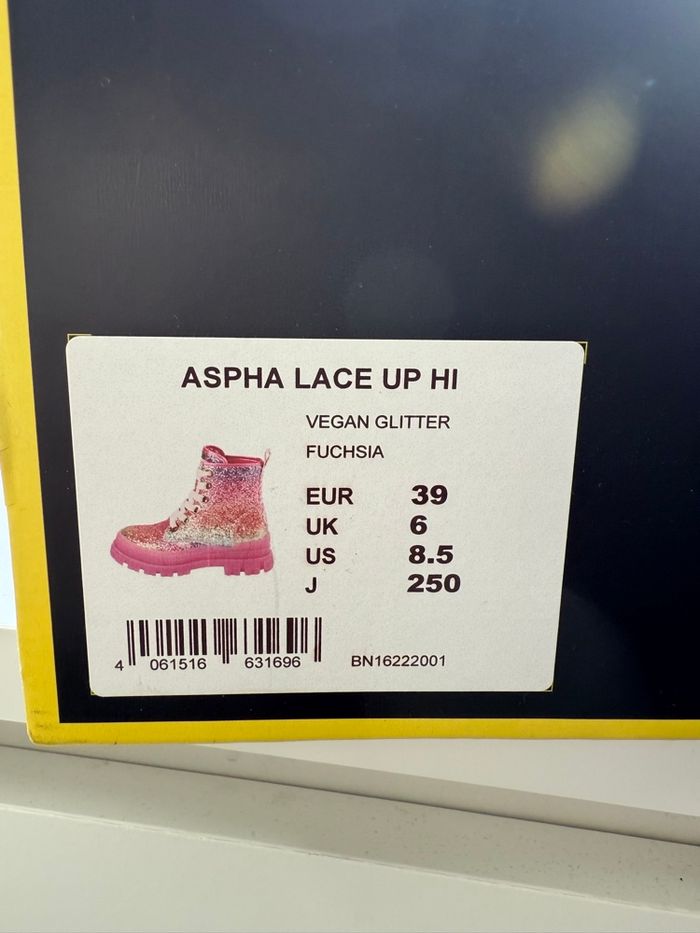 ASPHA LACE UP HI
VEGAN GLITTER
FUCHSIA
EUR 39
UK 6
US 8.5
J 250
4 061516 631696 BN16222001